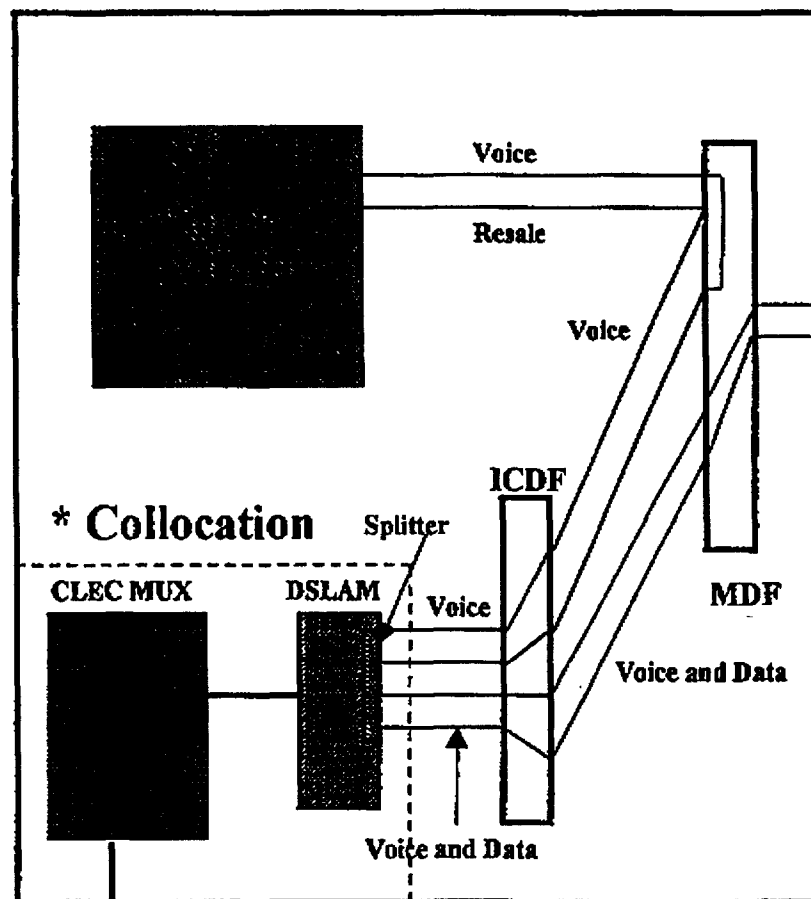 Voice
Resale
Voice
ICDF
* Collocation
Splitter
CLEC MUX
DSLAM
Voice
MDF
Voice and Data
Voice and Data